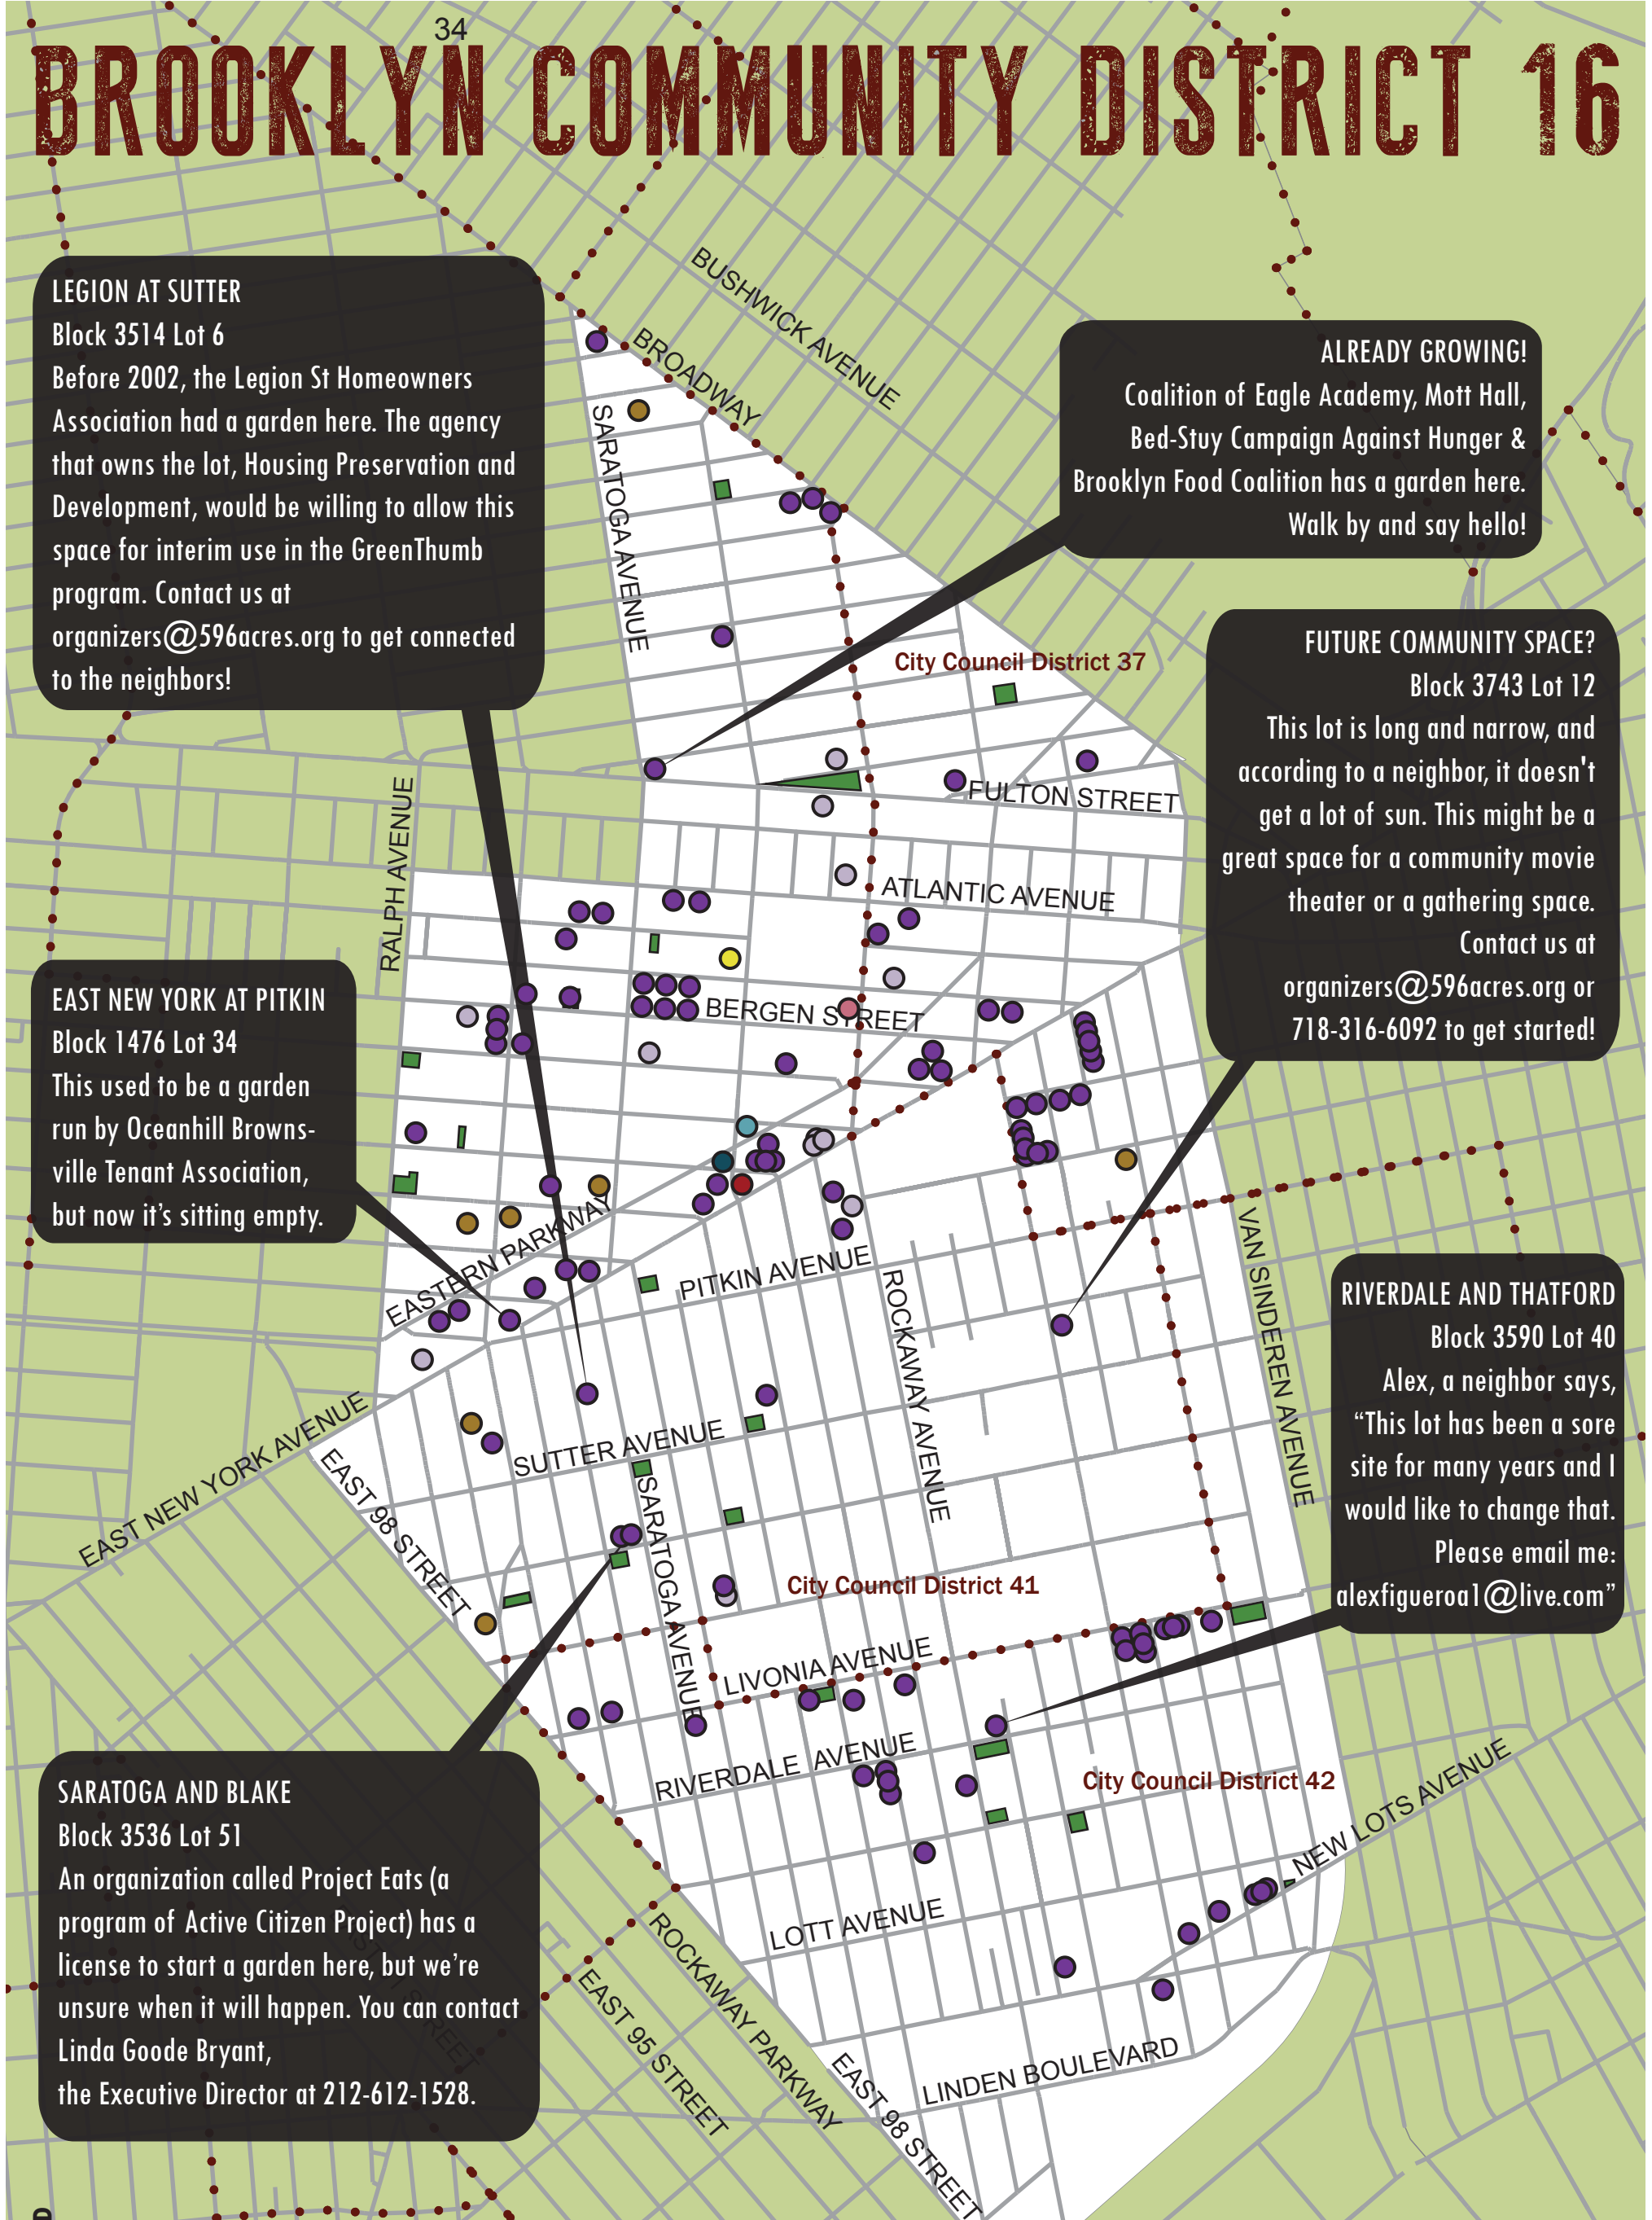 34
BROOKLYN COMMUNITY DISTRICT 16
LEGION AT SUTTER
Block 3514 Lot 6
Before 2002, the Legion St Homeowners
Association had a garden here. The agency
that owns the lot, Housing Preservation and
Development, would be willing to allow this
space for interim use in the GreenThumb
program. Contact us at
organizers@596acres.org to get connected
to the neighbors!
BUSHWICK AVENUE
BROADWAY
SARATOGA AVENUE
ALREADY GROWING!
Coalition of Eagle Academy, Mott Hall,
Bed-Stuy Campaign Against Hunger &
Brooklyn Food Coalition has a garden here.
Walk by and say hello!
City Council District 37
FUTURE COMMUNITY SPACE?
Block 3743 Lot 12
This lot is long and narrow, and
according to a neighbor, it doesn't
get a lot of sun. This might be a
great space for a community movie
theater or a gathering space.
Contact us at
organizers@596acres.org or
718-316-6092 to get started!
FULTON STREET
RALPH AVENUE
ATLANTIC AVENUE
BERGEN STREET
EAST NEW YORK AT PITKIN
Block 1476 Lot 34
This used to be a garden
run by Oceanhill Browns-
ville Tenant Association,
but now it’s sitting empty.
EASTERN PARKWAY
PITKIN AVENUE
ROCKAWAY AVENUE
VAN SINDEREN AVENUE
RIVERDALE AND THATFORD
Block 3590 Lot 40
Alex, a neighbor says,
“This lot has been a sore
site for many years and I
would like to change that.
Please email me:
alexfigueroa1@live.com”
EAST NEW YORK AVENUE
EAST 98 STREET
SUTTER AVENUE
SARATOGA AVENUE
City Council District 41
LIVONIA AVENUE
RIVERDALE AVENUE
City Council District 42
NEW LOTS AVENUE
SARATOGA AND BLAKE
Block 3536 Lot 51
An organization called Project Eats (a
program of Active Citizen Project) has a
license to start a garden here, but we’re
unsure when it will happen. You can contact
Linda Goode Bryant,
the Executive Director at 212-612-1528.
LOTT AVENUE
ROCKAWAY PARKWAY
EAST 95 STREET
LINDEN BOULEVARD
EAST 98 STREET